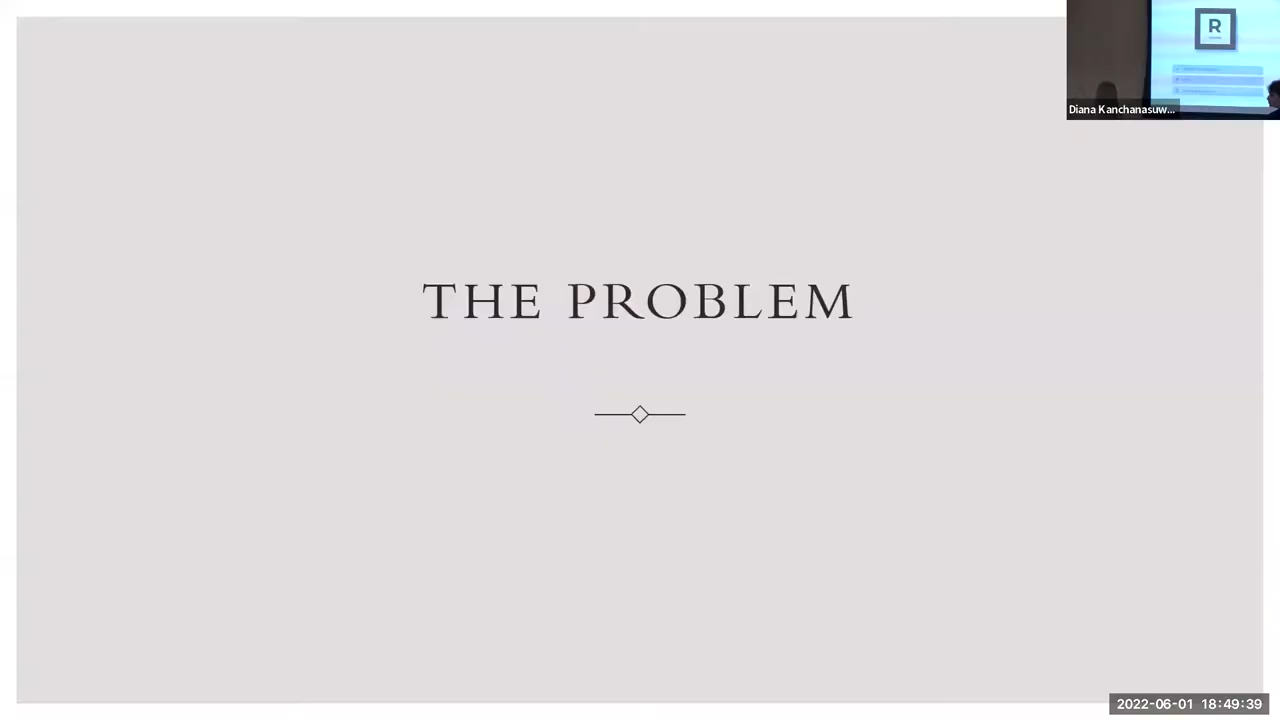 THE PROBLEM
R
Diana Kanchanasuw...
2022-06-01 18:49:39